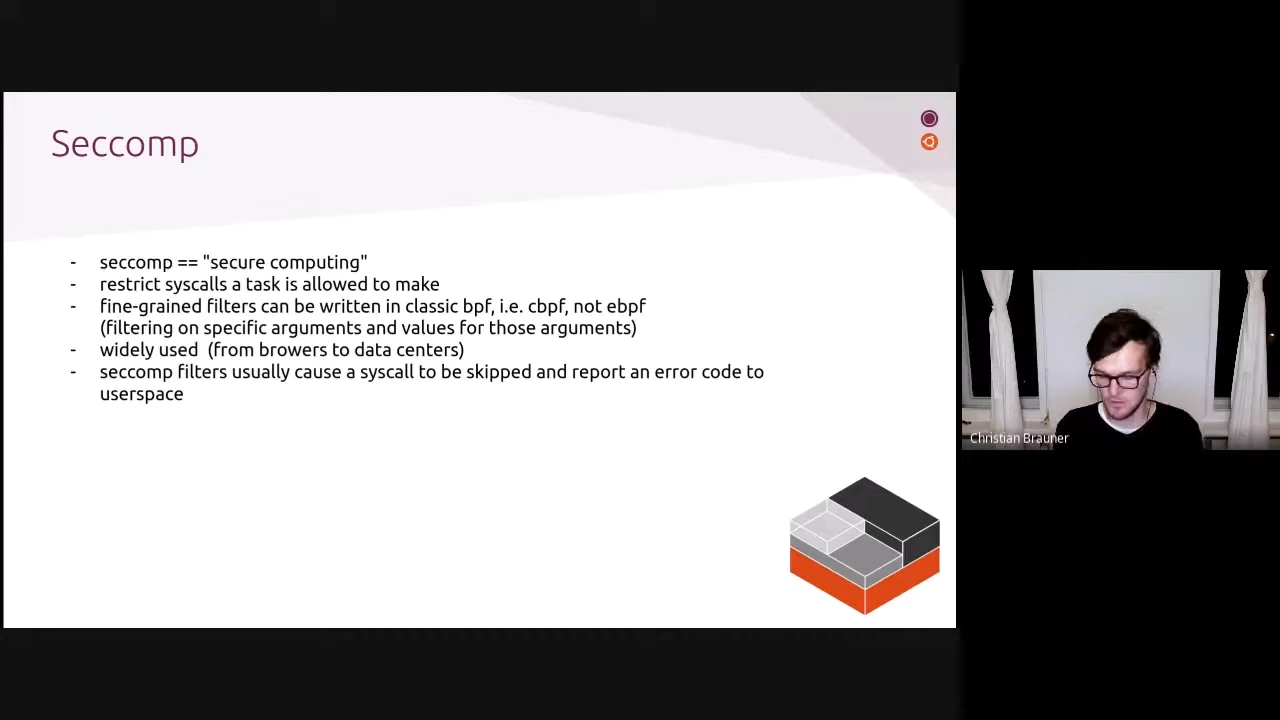 Seccomp
- seccomp == "secure computing"
- restrict syscalls a task is allowed to make
- fine-grained filters can be written in classic bpf, i.e. cbpf, not ebpf
(filtering on specific arguments and values for those arguments)
- widely used  (from browers to data centers)
- seccomp filters usually cause a syscall to be skipped and report an error code to
userspace
Christian Brauner